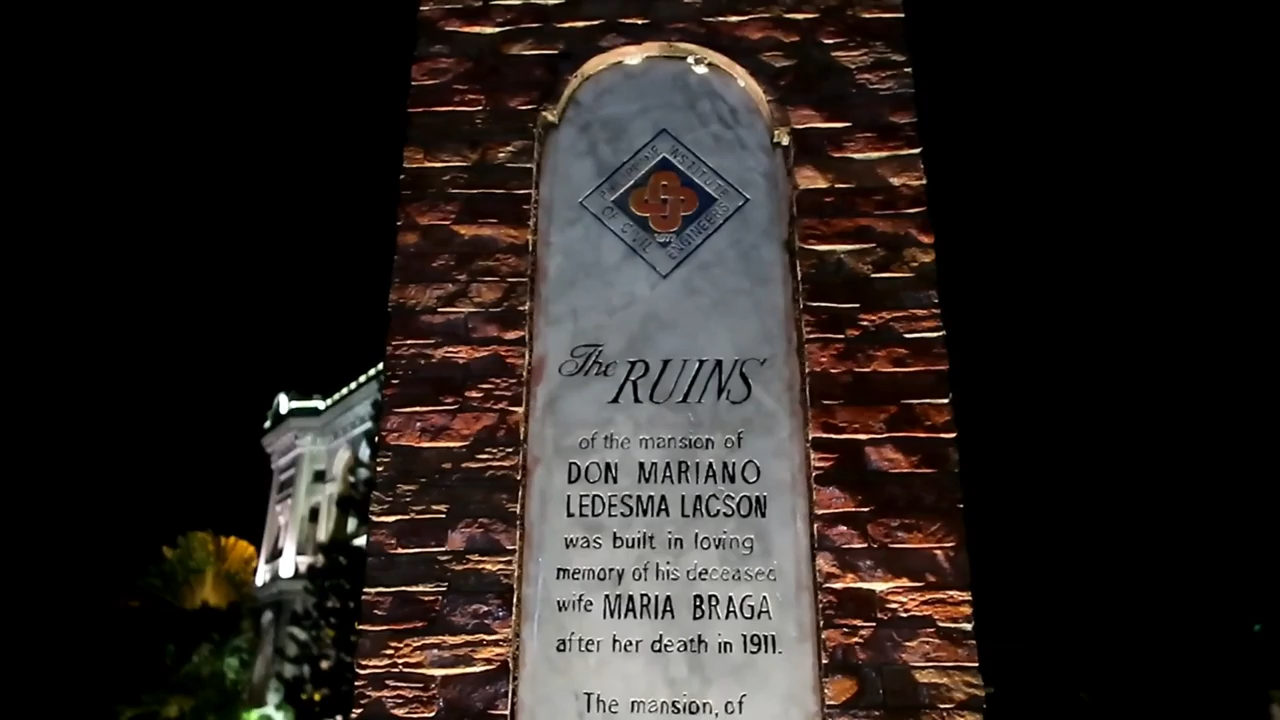 PHILIPPINE INSTITUTE
OF CIVIL ENGINEERS
The RUINS
of the mansion of
DON MARIANO
LEDESMA LACSON
was built in loving
memory of his deceased
wife MARIA BRAGA
after her death in 1911.
The mansion, of